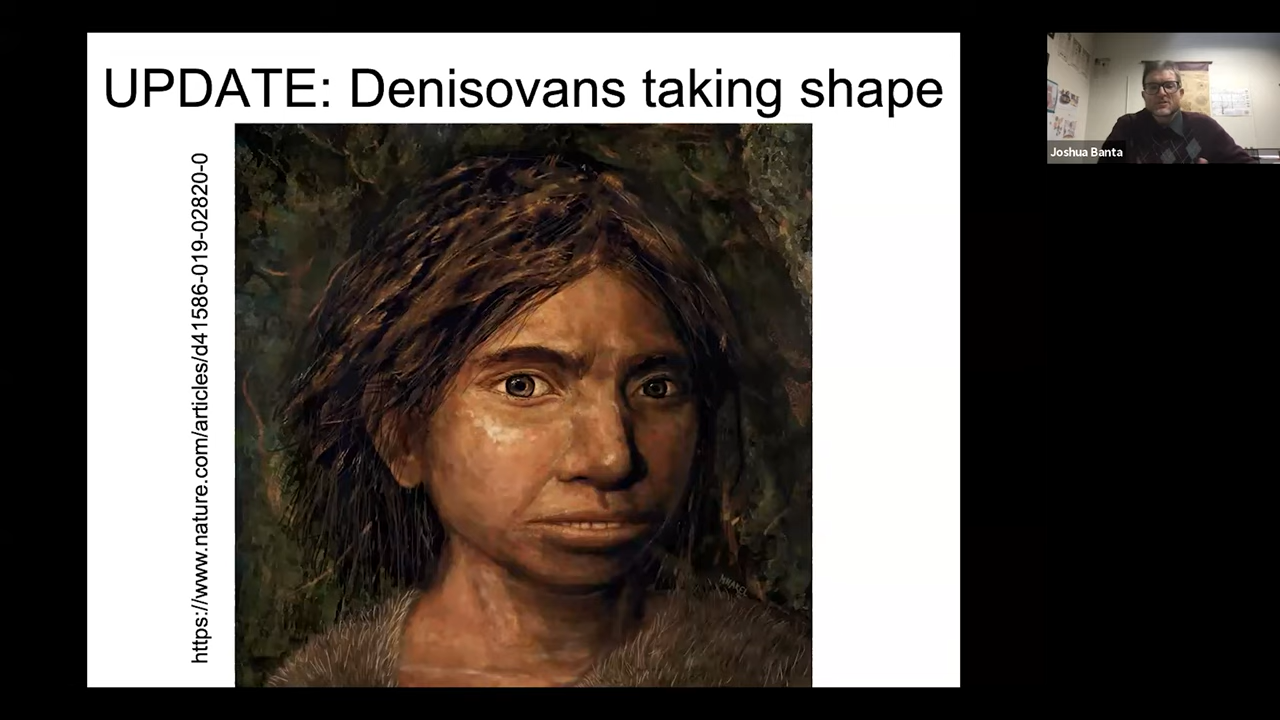 UPDATE: Denisovans taking shape
https://www.nature.com/articles/d41586-019-02820-0
Joshua Banta